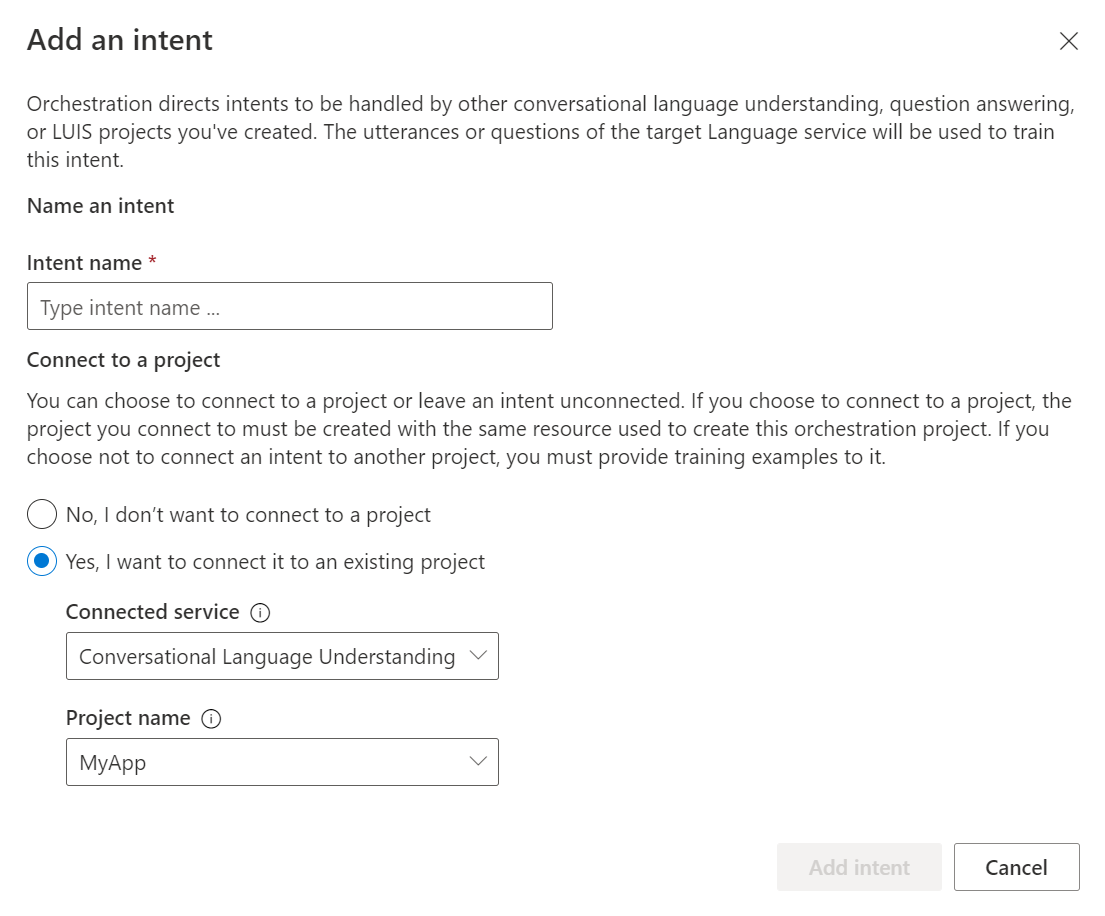 Add an intent
Orchestration directs intents to be handled by other conversational language understanding, question answering,
or LUIS projects you've created. The utterances or questions of the target Language service will be used to train
this intent.
Name an intent
Intent name *
Type intent name ...
Connect to a project
You can choose to connect to a project or leave an intent unconnected. If you choose to connect to a project, the
project you connect to must be created with the same resource used to create this orchestration project. If you
choose not to connect an intent to another project, you must provide training examples to it.
No, I don’t want to connect to a project
Yes, I want to connect it to an existing project
Connected service
Conversational Language Understanding
Project name
MyApp
Add intent Cancel